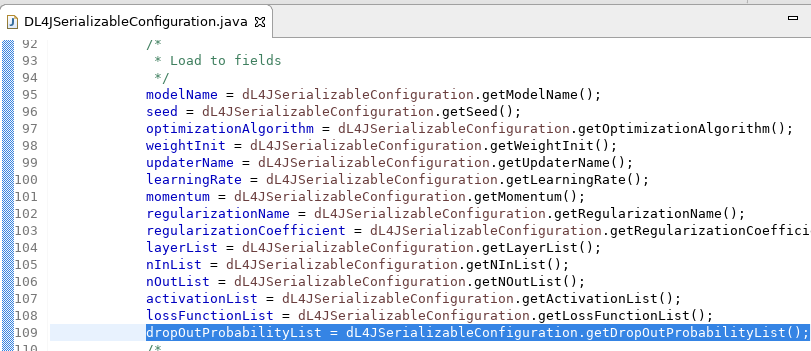 DL4JSerializableConfiguration.java
92 /*
93 * Load to fields
94 */
95 modelName = dL4JSerializableConfiguration.getModelName();
96 seed = dL4JSerializableConfiguration.getSeed();
97 optimizationAlgorithm = dL4JSerializableConfiguration.getOptimizationAlgorithm();
98 weightInit = dL4JSerializableConfiguration.getWeightInit();
99 updaterName = dL4JSerializableConfiguration.getUpdaterName();
100 learningRate = dL4JSerializableConfiguration.getLearningRate();
101 momentum = dL4JSerializableConfiguration.getMomentum();
102 regularizationName = dL4JSerializableConfiguration.getRegularizationName();
103 regularizationCoefficient = dL4JSerializableConfiguration.getRegularizationCoeffici
104 layerList = dL4JSerializableConfiguration.getLayerList();
105 nInList = dL4JSerializableConfiguration.getNInList();
106 nOutList = dL4JSerializableConfiguration.getNOutList();
107 activationList = dL4JSerializableConfiguration.getActivationList();
108 lossFunctionList = dL4JSerializableConfiguration.getLossFunctionList();
109 dropOutProbabilityList = dL4JSerializableConfiguration.getDropOutProbabilityList();
110 /*